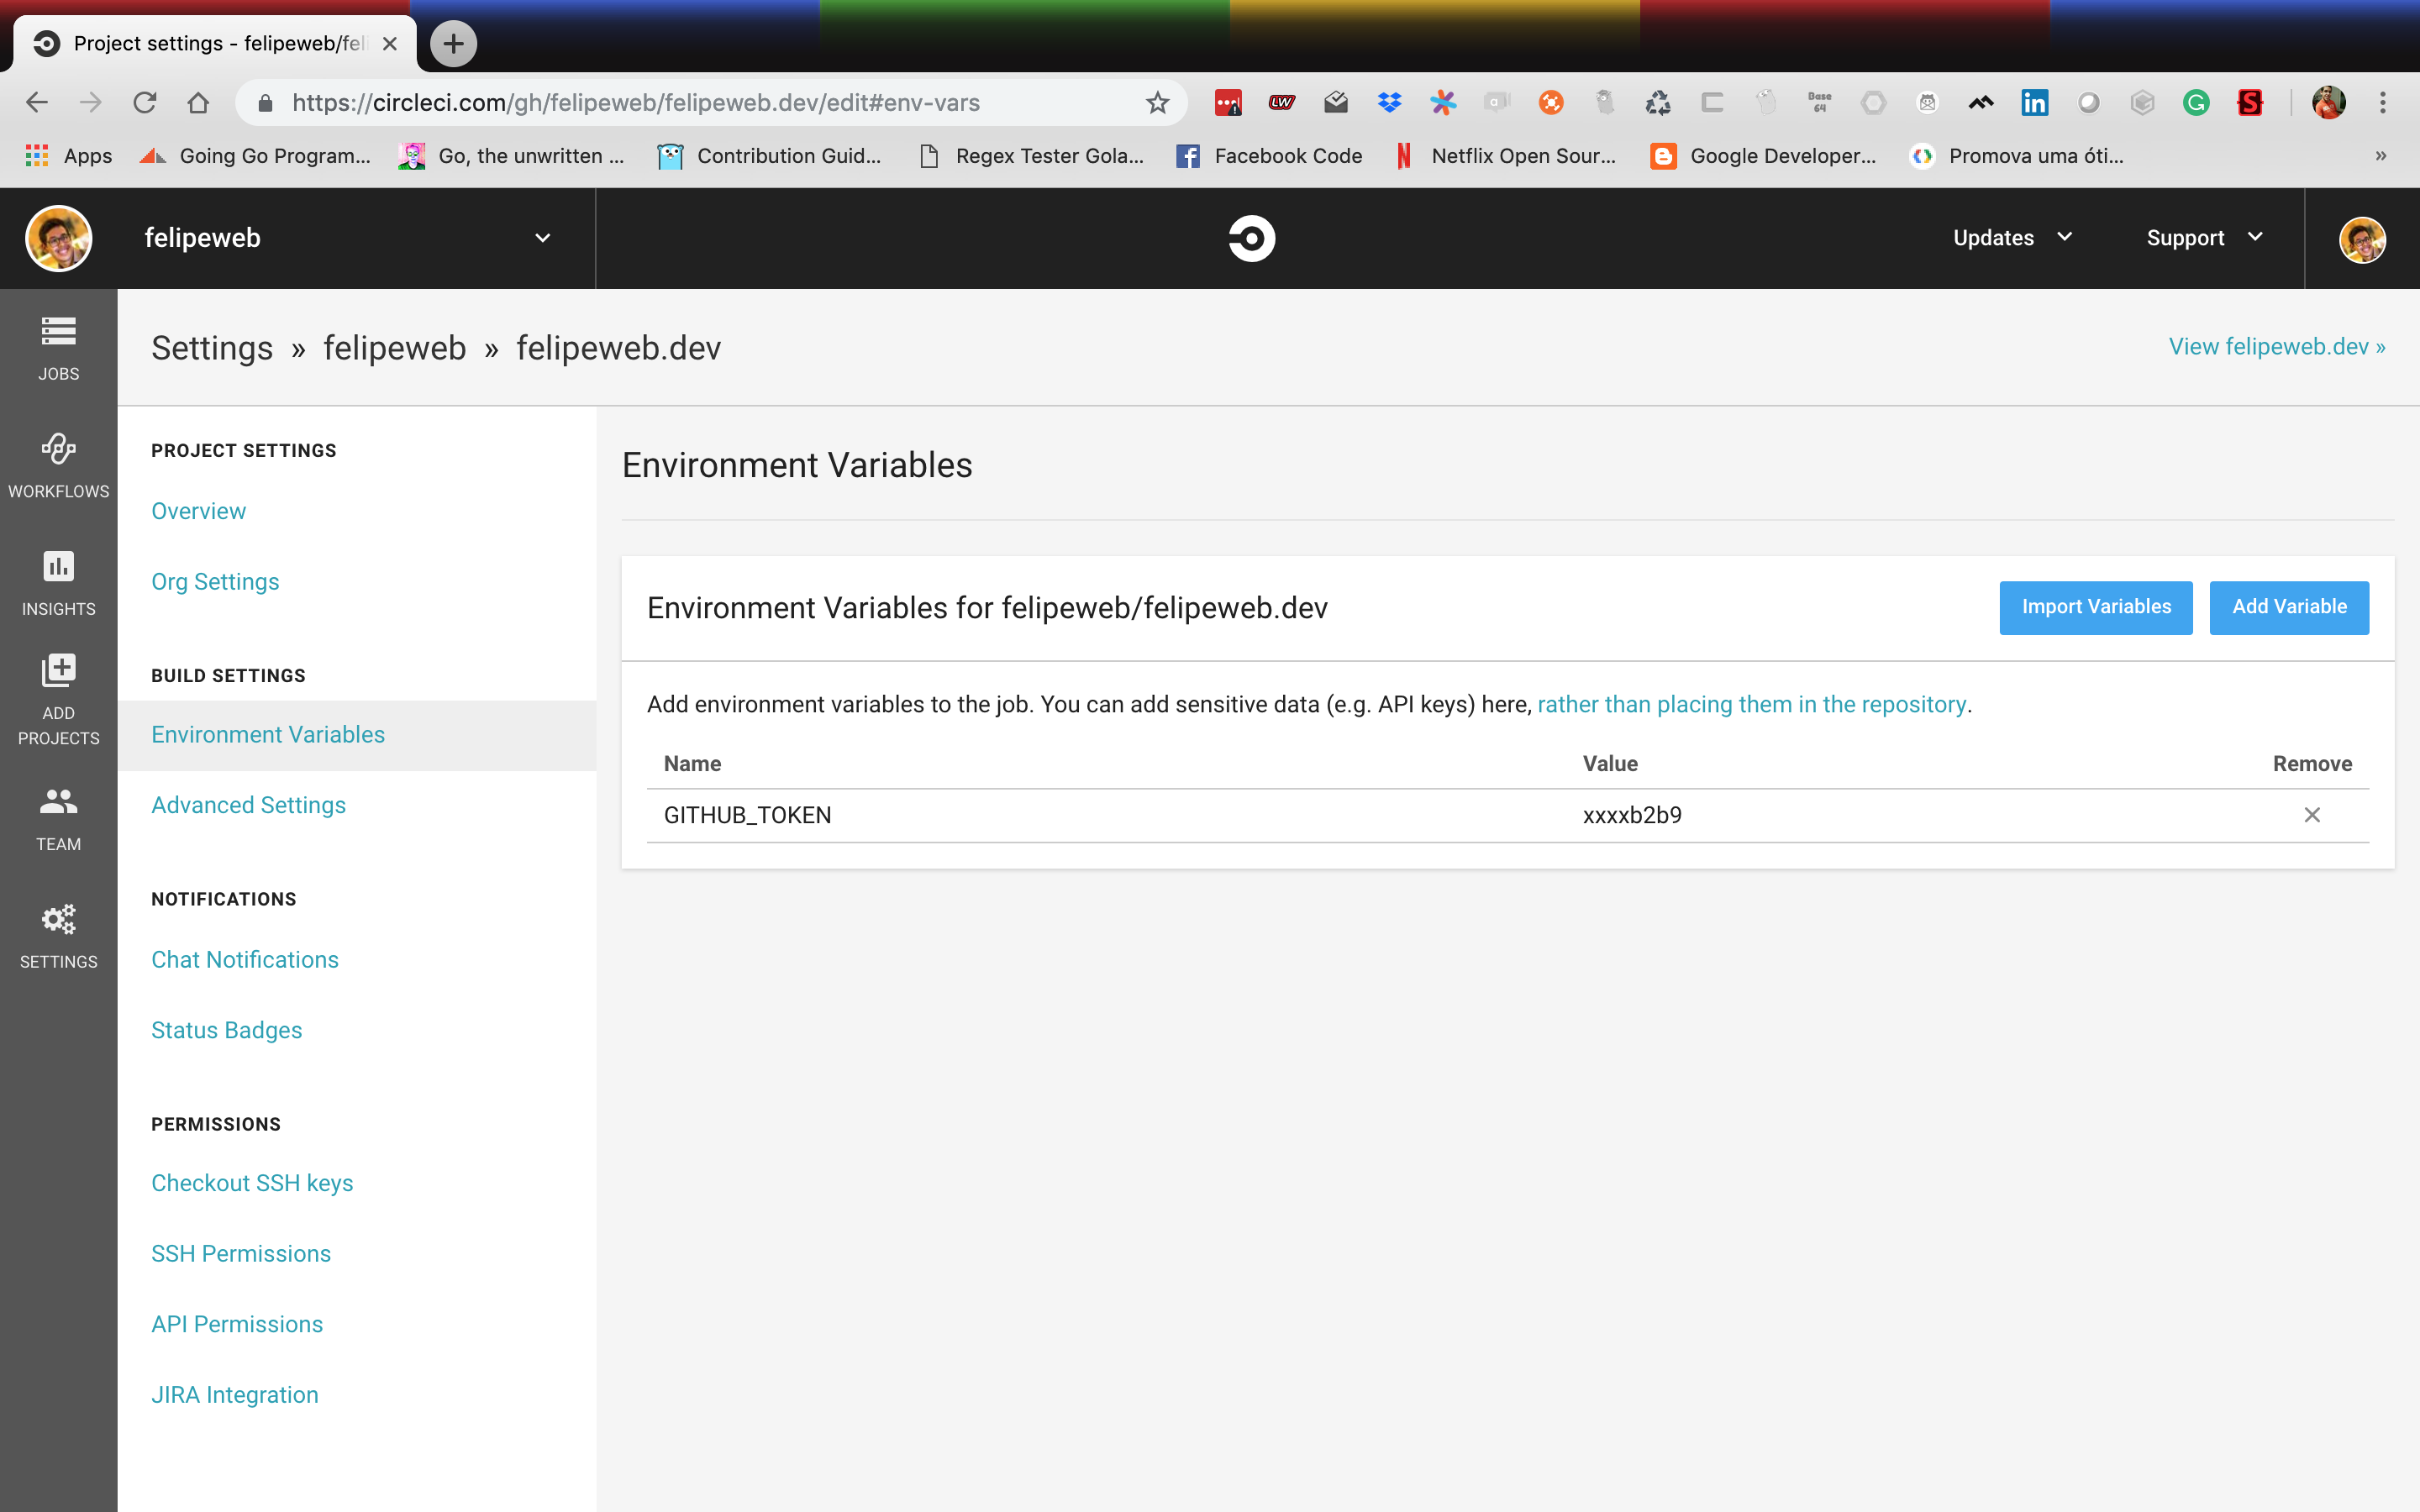 Project settings - felipeweb/fel
https://circleci.com/gh/felipeweb/felipeweb.dev/edit#env-vars
LW
Base
64
in
G
S
Apps
Going Go Program...
Go, the unwritten ...
Contribution Guid...
Regex Tester Gola...
Facebook Code
Netflix Open Sour...
Google Developer...
Promova uma óti...
»
felipeweb
Updates
Support
Settings » felipeweb » felipeweb.dev
View felipeweb.dev »
JOBS
WORKFLOWS
INSIGHTS
ADD
PROJECTS
TEAM
SETTINGS
PROJECT SETTINGS
Overview
Org Settings
BUILD SETTINGS
Environment Variables
Advanced Settings
NOTIFICATIONS
Chat Notifications
Status Badges
PERMISSIONS
Checkout SSH keys
SSH Permissions
API Permissions
JIRA Integration
Environment Variables
Environment Variables for felipeweb/felipeweb.dev
Import Variables
Add Variable
Add environment variables to the job. You can add sensitive data (e.g. API keys) here, rather than placing them in the repository.
Name Value Remove
GITHUB_TOKEN xxxxb2b9